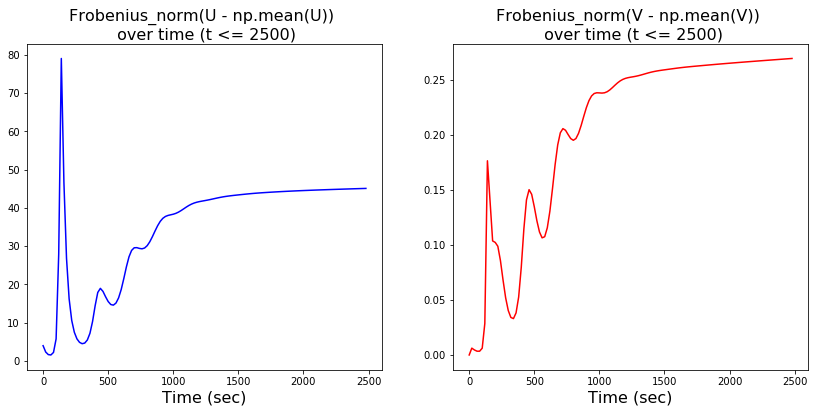 Frobenius_norm(U - np.mean(U))
over time (t <= 2500)
80
70
60
50
40
30
20
10
0
0 500 1000 1500 2000 2500
Time (sec)
Frobenius_norm(V - np.mean(V))
over time (t <= 2500)
0.25
0.20
0.15
0.10
0.05
0.00
0 500 1000 1500 2000 2500
Time (sec)